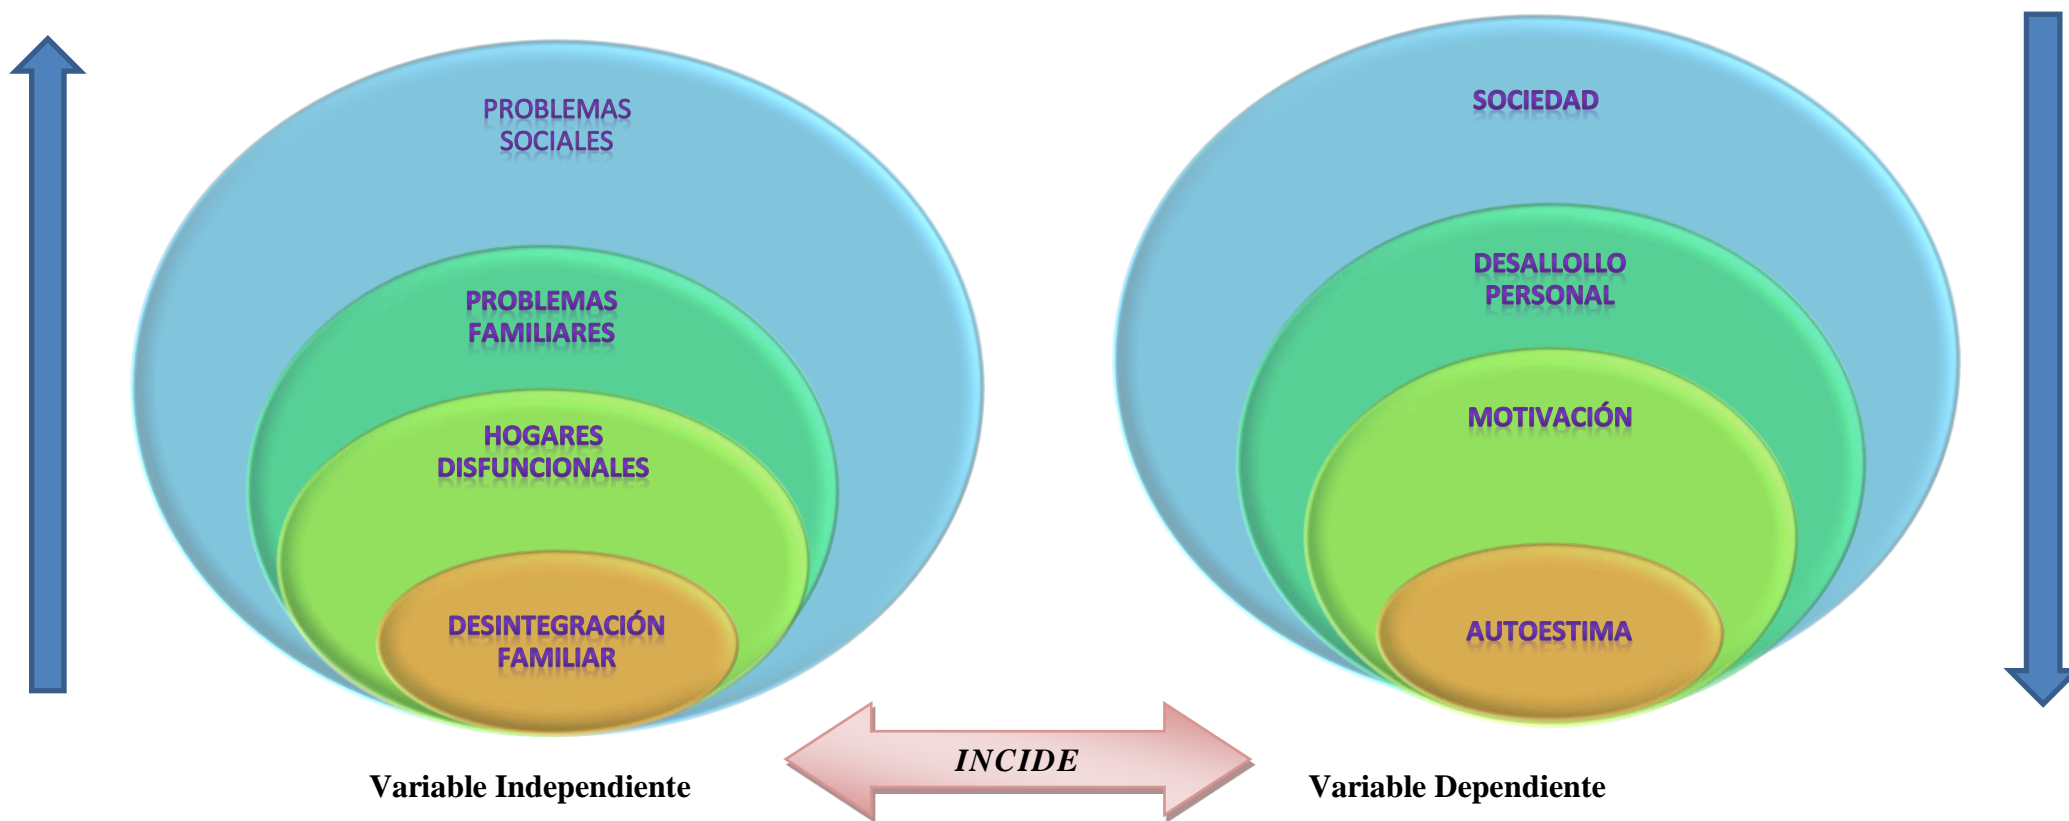 PROBLEMAS
SOCIALES
PROBLEMAS
FAMILIARES
HOGARES
DISFUNCIONALES
DESINTEGRACIÓN
FAMILIAR
Variable Independiente
INCIDE
SOCIEDAD
DESALLOLLO
PERSONAL
MOTIVACIÓN
AUTOESTIMA
Variable Dependiente